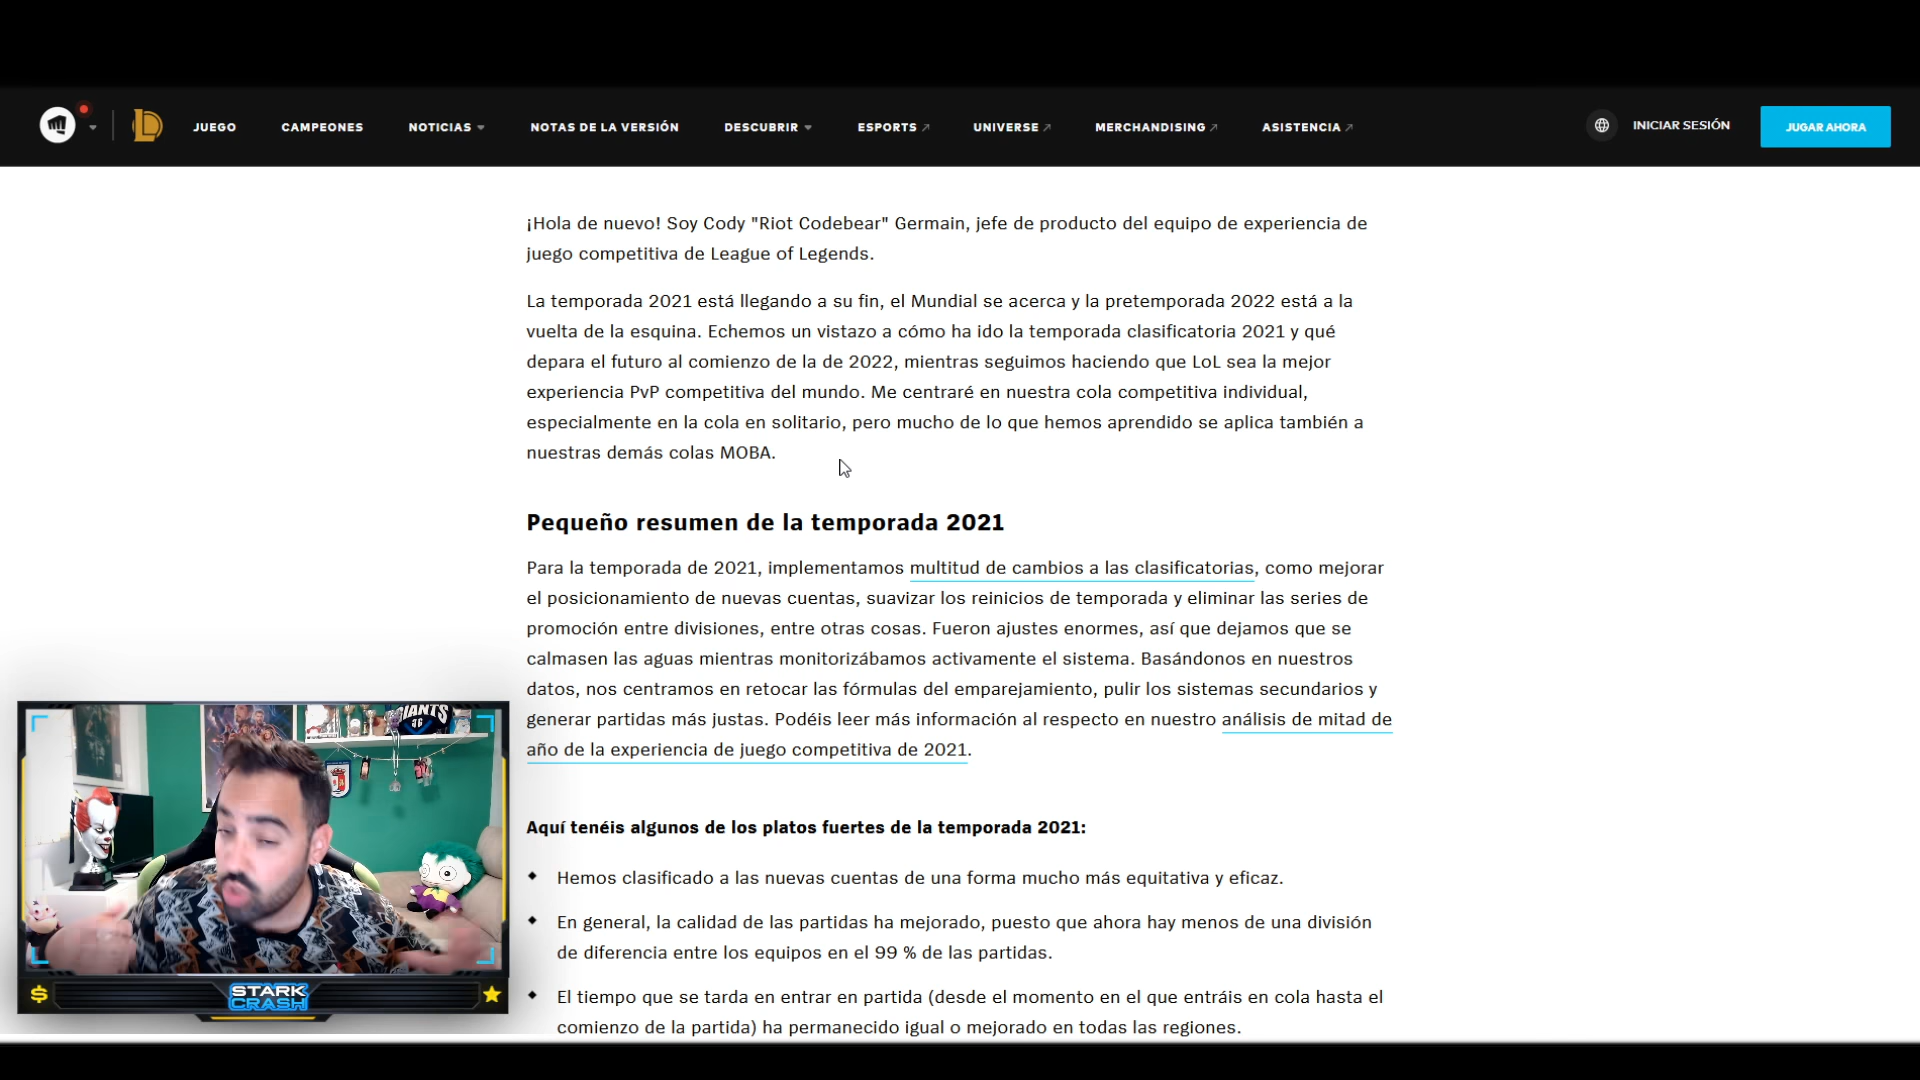 JUEGO
CAMPEONES
NOTICIAS
NOTAS DE LA VERSIÓN
DESCUBRIR
ESPORTS
UNIVERSE
MERCHANDISING
ASISTENCIA
INICIAR SESIÓN
JUGAR AHORA
¡Hola de nuevo! Soy Cody "Riot Codebear" Germain, jefe de producto del equipo de experiencia de
juego competitiva de League of Legends.
La temporada 2021 está llegando a su fin, el Mundial se acerca y la pretemporada 2022 está a la
vuelta de la esquina. Echemos un vistazo a cómo ha ido la temporada clasificatoria 2021 y qué
depara el futuro al comienzo de la de 2022, mientras seguimos haciendo que LoL sea la mejor
experiencia PvP competitiva del mundo. Me centraré en nuestra cola competitiva individual,
especialmente en la cola en solitario, pero mucho de lo que hemos aprendido se aplica también a
nuestras demás colas MOBA.
Pequeño resumen de la temporada 2021
Para la temporada de 2021, implementamos multitud de cambios a las clasificatorias, como mejorar
el posicionamiento de nuevas cuentas, suavizar los reinicios de temporada y eliminar las series de
promoción entre divisiones, entre otras cosas. Fueron ajustes enormes, así que dejamos que se
calmasen las aguas mientras monitorizábamos activamente el sistema. Basándonos en nuestros
datos, nos centramos en retocar las fórmulas del emparejamiento, pulir los sistemas secundarios y
generar partidas más justas. Podéis leer más información al respecto en nuestro análisis de mitad de
año de la experiencia de juego competitiva de 2021.
Aquí tenéis algunos de los platos fuertes de la temporada 2021:
Hemos clasificado a las nuevas cuentas de una forma mucho más equitativa y eficaz.
En general, la calidad de las partidas ha mejorado, puesto que ahora hay menos de una división
de diferencia entre los equipos en el 99 % de las partidas.
El tiempo que se tarda en entrar en partida (desde el momento en el que entráis en cola hasta el
comienzo de la partida) ha permanecido igual o mejorado en todas las regiones.
GIANTS
$
STARK
CRASH